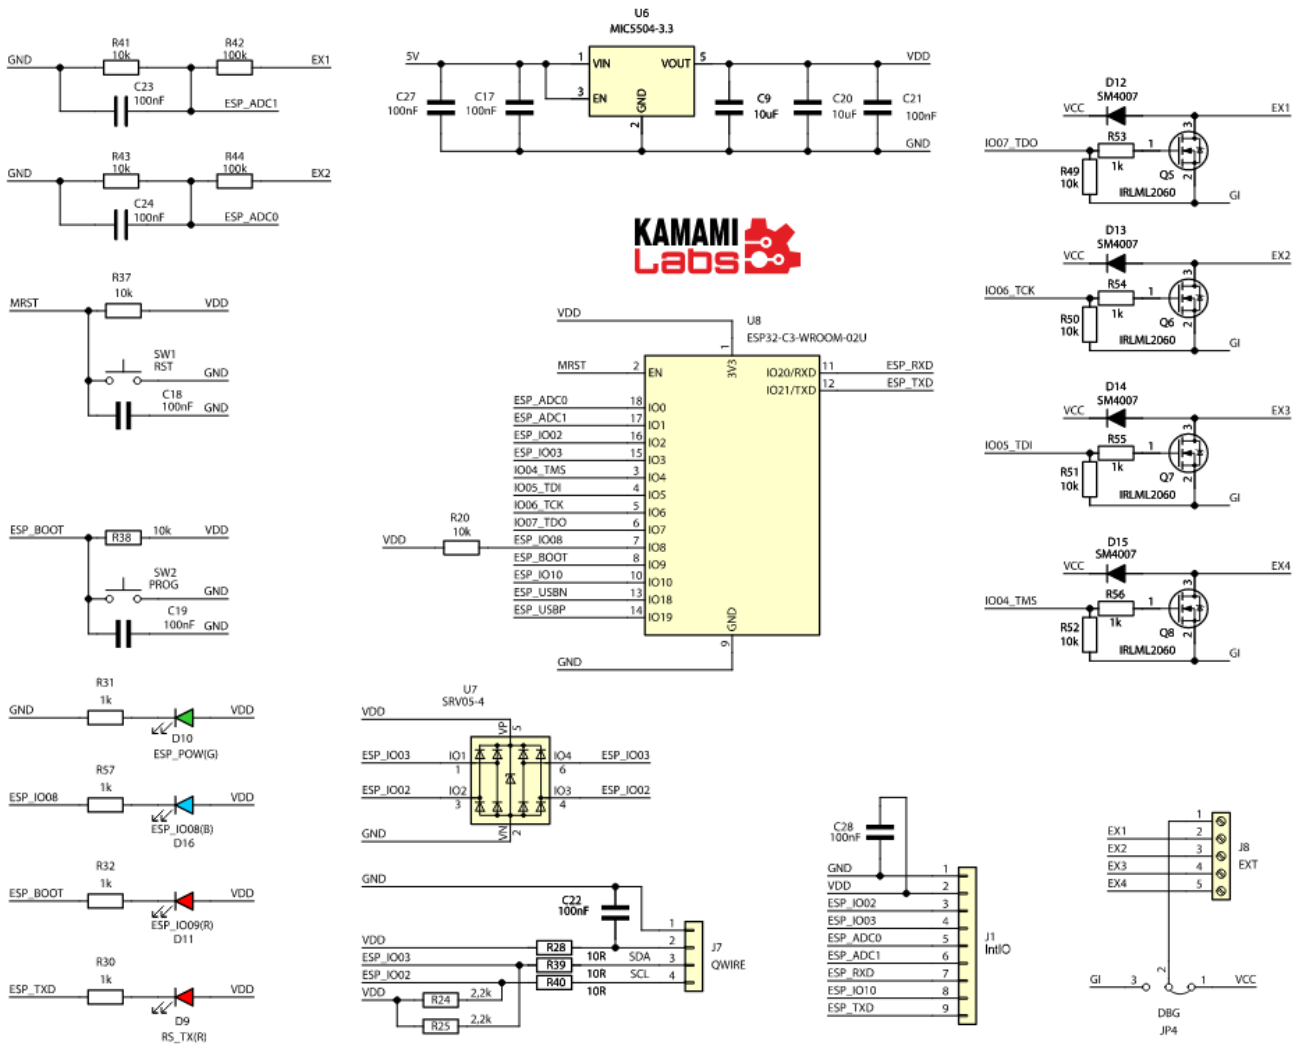 R41
10k
R42
100k
GND
EX1
C23
100nF
ESP_ADC1
R43
10k
R44
100k
GND
EX2
C24
100nF
ESP_ADC0
R37
10k
MRST
VDD
SW1
RST
GND
C18
100nF
GND
ESP_BOOT
R38
10k
VDD
SW2
PROG
GND
C19
100nF
GND
R31
1k
GND
VDD
D10
ESP_POW(G)
R57
1k
ESP_IO08
VDD
ESP_IO08(B)
D16
R32
1k
ESP_BOOT
VDD
ESP_IO09(R)
D11
R30
1k
ESP_TXD
VDD
D9
RS_TX(R)
U6
MIC5504-3.3
5V
1
VIN
VOUT
5
VDD
3
EN
GND
2
C27
100nF
C17
100nF
C9
10uF
C20
10uF
C21
100nF
GND
KAMAMI
Labs
VDD
U8
ESP32-C3-WROOM-02U
1
3V3
MRST
2
EN
IO20/RXD
11
ESP_RXD
IO21/TXD
12
ESP_TXD
ESP_ADC0
18
IO0
ESP_ADC1
17
IO1
ESP_IO02
16
IO2
ESP_IO03
15
IO3
IO04_TMS
3
IO4
IO05_TDI
4
IO5
IO06_TCK
5
IO6
IO07_TDO
6
IO7
VDD
R20
10k
ESP_IO08
7
IO8
ESP_BOOT
8
IO9
ESP_IO10
10
IO10
ESP_USBN
13
IO18
ESP_USBP
14
IO19
GND
9
GND
U7
SRV05-4
VDD
VP
5
ESP_IO03
IO1
1
IO4
6
ESP_IO03
ESP_IO02
IO2
3
IO3
4
ESP_IO02
GND
VN
2
GND
C22
100nF
VDD
R28
10R
ESP_IO03
R39
10R
SDA
ESP_IO02
R40
10R
SCL
VDD
R24
2,2k
R25
2,2k
1
2
3
4
J7
QWIRE
C28
100nF
GND
1
VDD
2
ESP_IO02
3
ESP_IO03
4
ESP_ADC0
5
ESP_ADC1
6
ESP_RXD
7
ESP_IO10
8
ESP_TXD
9
J1
IntIO
D12
SM4007
VCC
EX1
IO07_TDO
R53
1k
R49
10k
1
3
2
Q5
IRLML2060
GI
D13
SM4007
VCC
EX2
IO06_TCK
R54
1k
R50
10k
1
3
2
Q6
IRLML2060
GI
D14
SM4007
VCC
EX3
IO05_TDI
R55
1k
R51
10k
1
3
2
Q7
IRLML2060
GI
D15
SM4007
VCC
EX4
IO04_TMS
R56
1k
R52
10k
1
3
2
Q8
IRLML2060
GI
1
EX1
2
EX2
3
EX3
4
EX4
5
J8
EXT
GI
3
2
1
VCC
DBG
JP4